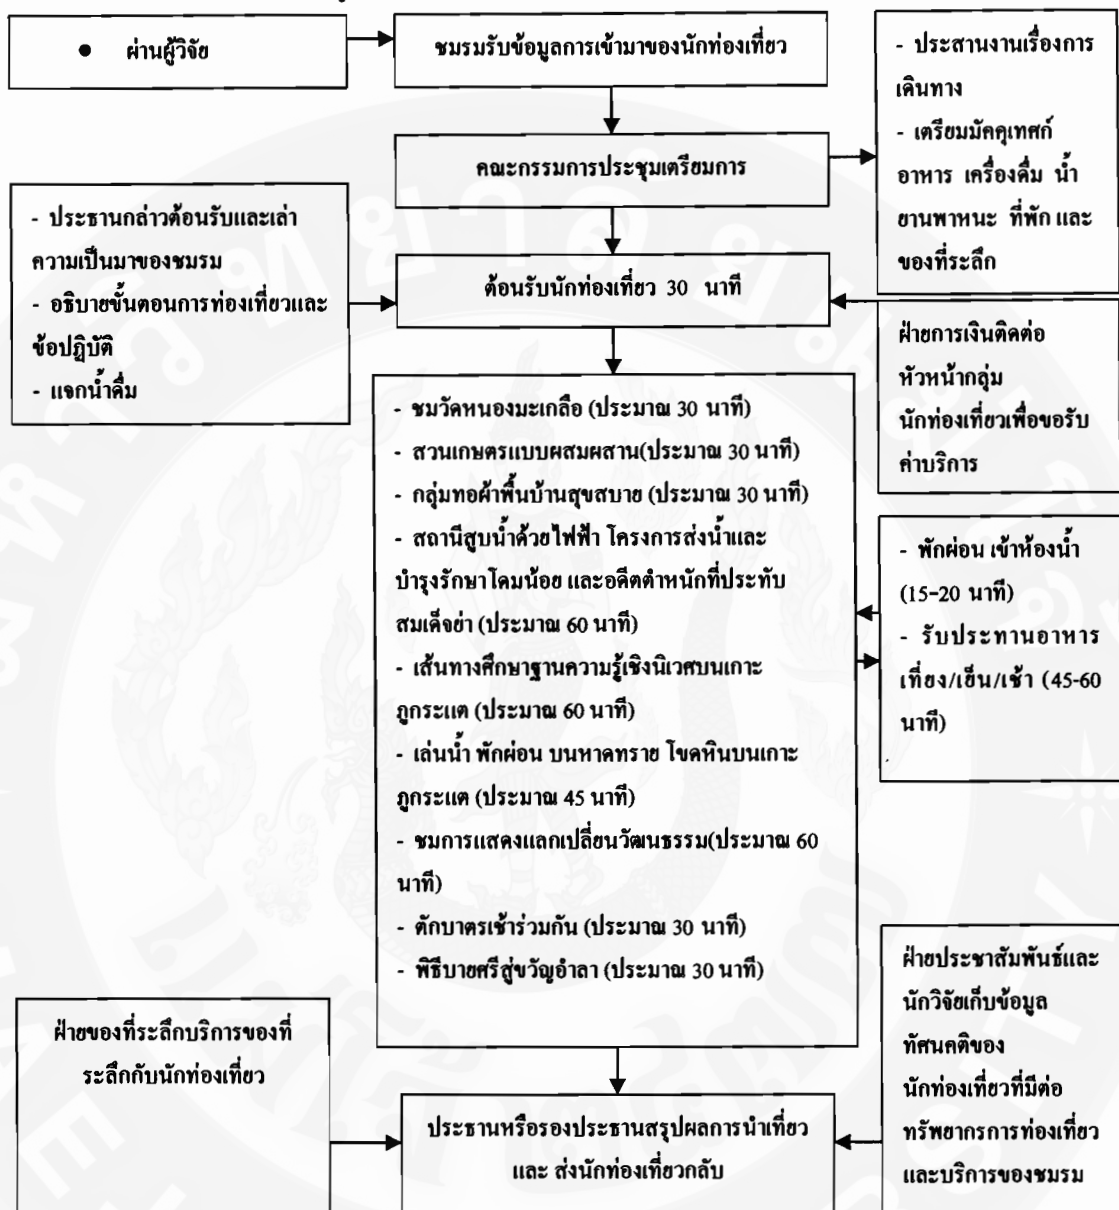 ● ผ่านผู้วิจัย
ชมรมรับข้อมูลการเข้ามาของนักท่องเที่ยว
- ประสานงานเรื่องการ
เดินทาง
- เตรียมมัคคุเทศก์
อาหาร เครื่องดื่ม น้ำ
ยานพาหนะ ที่พัก และ
ของที่ระลึก
คณะกรรมการประชุมเตรียมการ
- ประธานกล่าวต้อนรับและเล่า
ความเป็นมาของชมรม
- อธิบายขั้นตอนการท่องเที่ยวและ
ข้อปฏิบัติ
- แจกน้ำดื่ม
ต้อนรับนักท่องเที่ยว 30 นาที
ฝ่ายการเงินติดต่อ
หัวหน้ากลุ่ม
นักท่องเที่ยวเพื่อขอรับ
ค่าบริการ
- ชมวัดหนองมะเกลือ (ประมาณ 30 นาที)
- สวนเกษตรแบบผสมผสาน(ประมาณ 30 นาที)
- กลุ่มทอผ้าพื้นบ้านสุขสบาย (ประมาณ 30 นาที)
- สถานีสูบน้ำด้วยไฟฟ้า โครงการส่งน้ำและ
บำรุงรักษาโดมน้อย และอดีตตำหนักที่ประทับ
สมเด็จย่า (ประมาณ 60 นาที)
- เส้นทางศึกษาฐานความรู้เชิงนิเวศบนเกาะ
ภูกระแต (ประมาณ 60 นาที)
- เล่นน้ำ พักผ่อน บนหาดทราย โขดหินบนเกาะ
ภูกระแต (ประมาณ 45 นาที)
- ชมการแสดงแลกเปลี่ยนวัฒนธรรม(ประมาณ 60
นาที)
- ตักบาตรเช้าร่วมกัน (ประมาณ 30 นาที)
- พิธีบายศรีสู่ขวัญอำลา (ประมาณ 30 นาที)
- พักผ่อน เข้าห้องน้ำ
(15-20 นาที)
- รับประทานอาหาร
เที่ยง/เย็น/เช้า (45-60
นาที)
ฝ่ายของที่ระลึกบริการของที่
ระลึกกับนักท่องเที่ยว
ฝ่ายประชาสัมพันธ์และ
นักวิจัยเก็บข้อมูล
ทัศนคติของ
นักท่องเที่ยวที่มีต่อ
ทรัพยากรการท่องเที่ยว
และบริการของชมรม
ประธานหรือรองประธานสรุปผลการนำเที่ยว
และ ส่งนักท่องเที่ยวกลับ